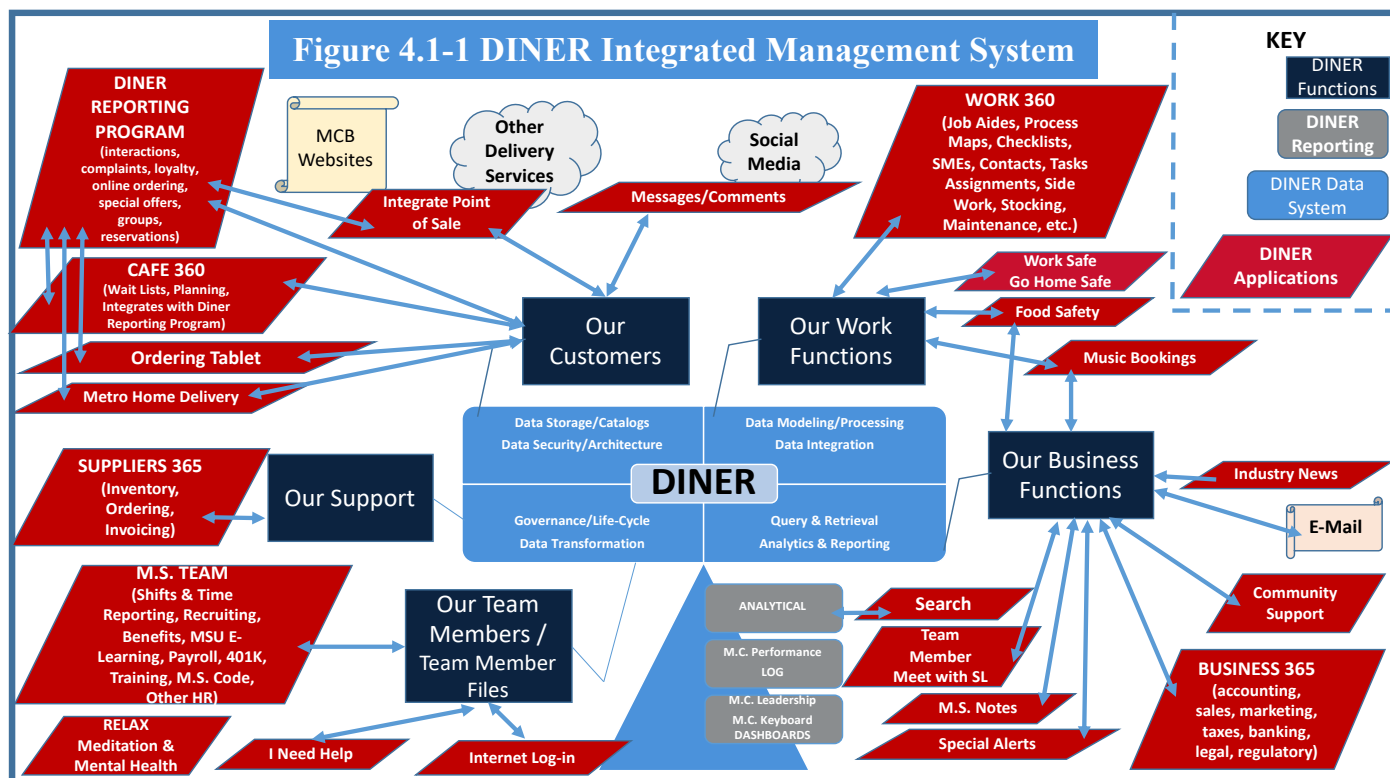 Figure 4.1-1 DINER Integrated Management System
KEY
DINER
Functions
DINER
Reporting
DINER Data
System
DINER
Applications
DINER
REPORTING
PROGRAM
(interactions,
complaints, loyalty,
online ordering,
special offers,
groups,
reservations)
MCB
Websites
Other
Delivery
Services
Integrate Point
of Sale
Social
Media
Messages/Comments
WORK 360
(Job Aides, Process
Maps, Checklists,
SMEs, Contacts, Tasks
Assignments, Side
Work, Stocking,
Maintenance, etc.)
CAFE 360
(Wait Lists, Planning,
Integrates with Diner
Reporting Program)
Ordering Tablet
Metro Home Delivery
Our
Customers
Our Work
Functions
Work Safe
Go Home Safe
Food Safety
Music Bookings
Data Storage/Catalogs
Data Security/Architecture
Data Modeling/Processing
Data Integration
DINER
Governance/Life-Cycle
Data Transformation
Query & Retrieval
Analytics & Reporting
SUPPLIERS 365
(Inventory,
Ordering,
Invoicing)
Our Support
Our Business
Functions
Industry News
E-Mail
Community
Support
BUSINESS 365
(accounting,
sales, marketing,
taxes, banking,
legal, regulatory)
M.S. TEAM
(Shifts & Time
Reporting, Recruiting,
Benefits, MSU E-
Learning, Payroll, 401K,
Training, M.S. Code,
Other HR)
Our Team
Members /
Team Member
Files
RELAX
Meditation &
Mental Health
I Need Help
Internet Log-in
ANALYTICAL
M.C. Performance
LOG
M.C. Leadership
M.C. Keyboard
DASHBOARDS
Search
Team
Member
Meet with SL
M.S. Notes
Special Alerts